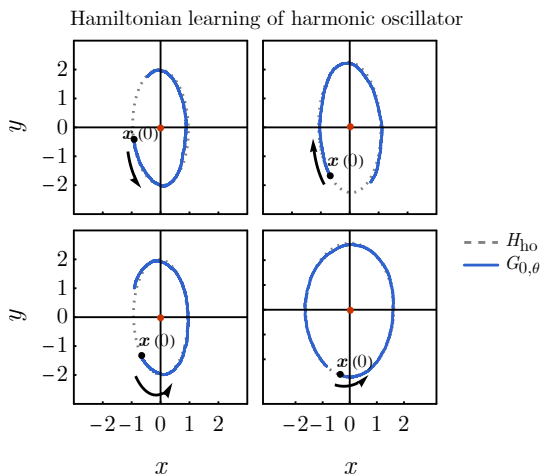 Hamiltonian learning of harmonic oscillator
2
1
0
−1
−2
y
x(0)
x(0)
2
1
0
−1
−2
y
x(0)
x(0)
H_ho
G_{0,θ}
−2 −1 0 1 2
−2 −1 0 1 2
x
x